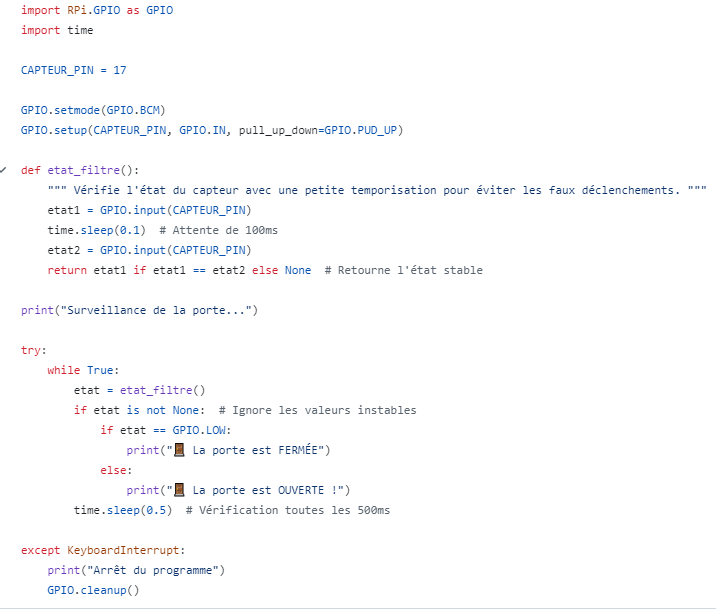 import RPi.GPIO as GPIO
import time
CAPTEUR_PIN = 17
GPIO.setmode(GPIO.BCM)
GPIO.setup(CAPTEUR_PIN, GPIO.IN, pull_up_down=GPIO.PUD_UP)
def etat_filtre():
""" Vérifie l'état du capteur avec une petite temporisation pour éviter les faux déclenchements. """
etat1 = GPIO.input(CAPTEUR_PIN)
time.sleep(0.1)  # Attente de 100ms
etat2 = GPIO.input(CAPTEUR_PIN)
return etat1 if etat1 == etat2 else None  # Retourne l'état stable
print("Surveillance de la porte...")
try:
while True:
etat = etat_filtre()
if etat is not None:  # Ignore les valeurs instables
if etat == GPIO.LOW:
print("🚪 La porte est FERMÉE")
else:
print("🚪 La porte est OUVERTE !")
time.sleep(0.5)  # Vérification toutes les 500ms
except KeyboardInterrupt:
print("Arrêt du programme")
GPIO.cleanup()